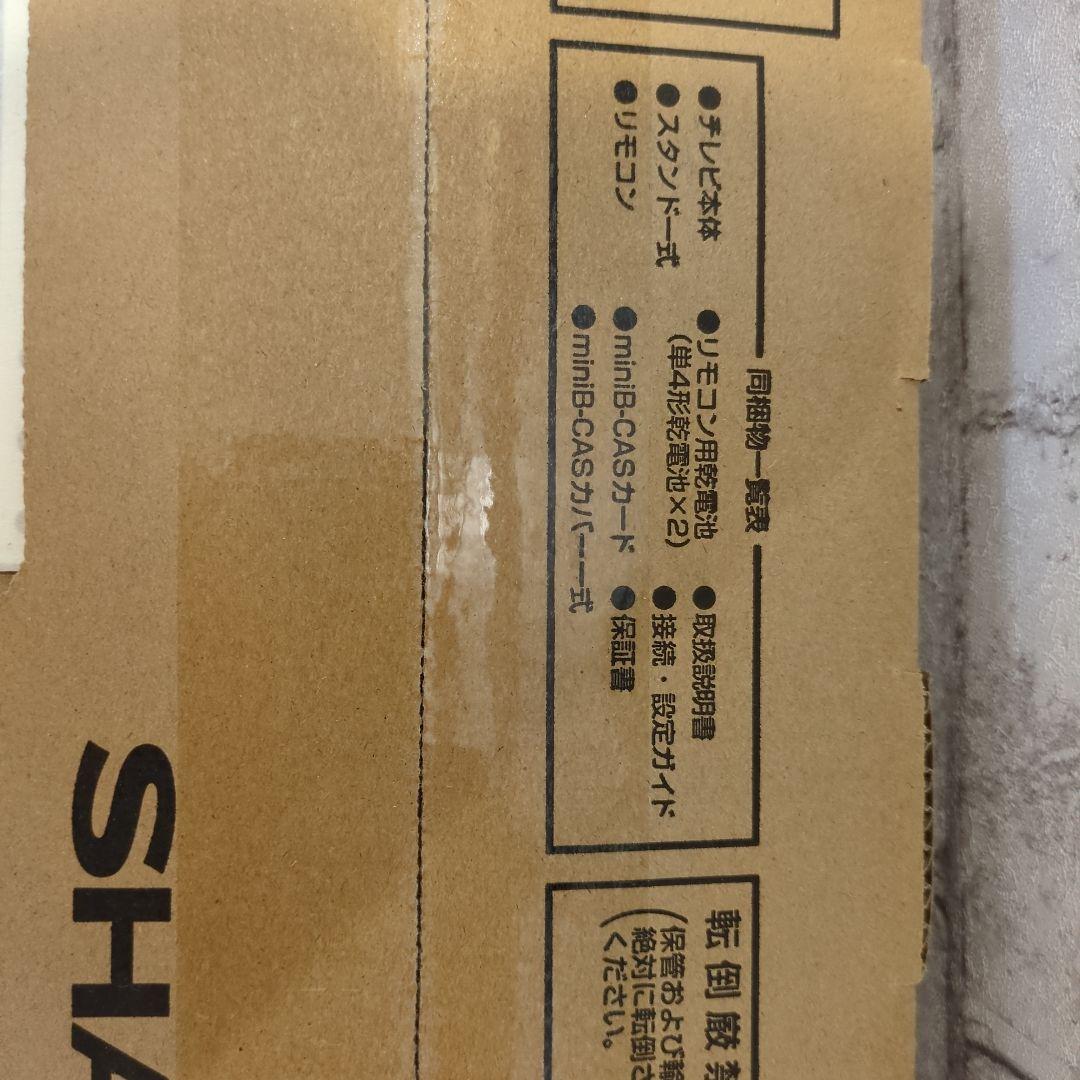 同梱物一覧表
●テレビ本体
●スタンド一式
●リモコン
●リモコン用乾電池
(単4形乾電池×2)
●miniB-CASカード
●miniB-CASカバー一式
●取扱説明書
●接続・設定ガイド
●保証書
転倒厳
(保管および輸
絶対に転倒さ
ください。
SHA